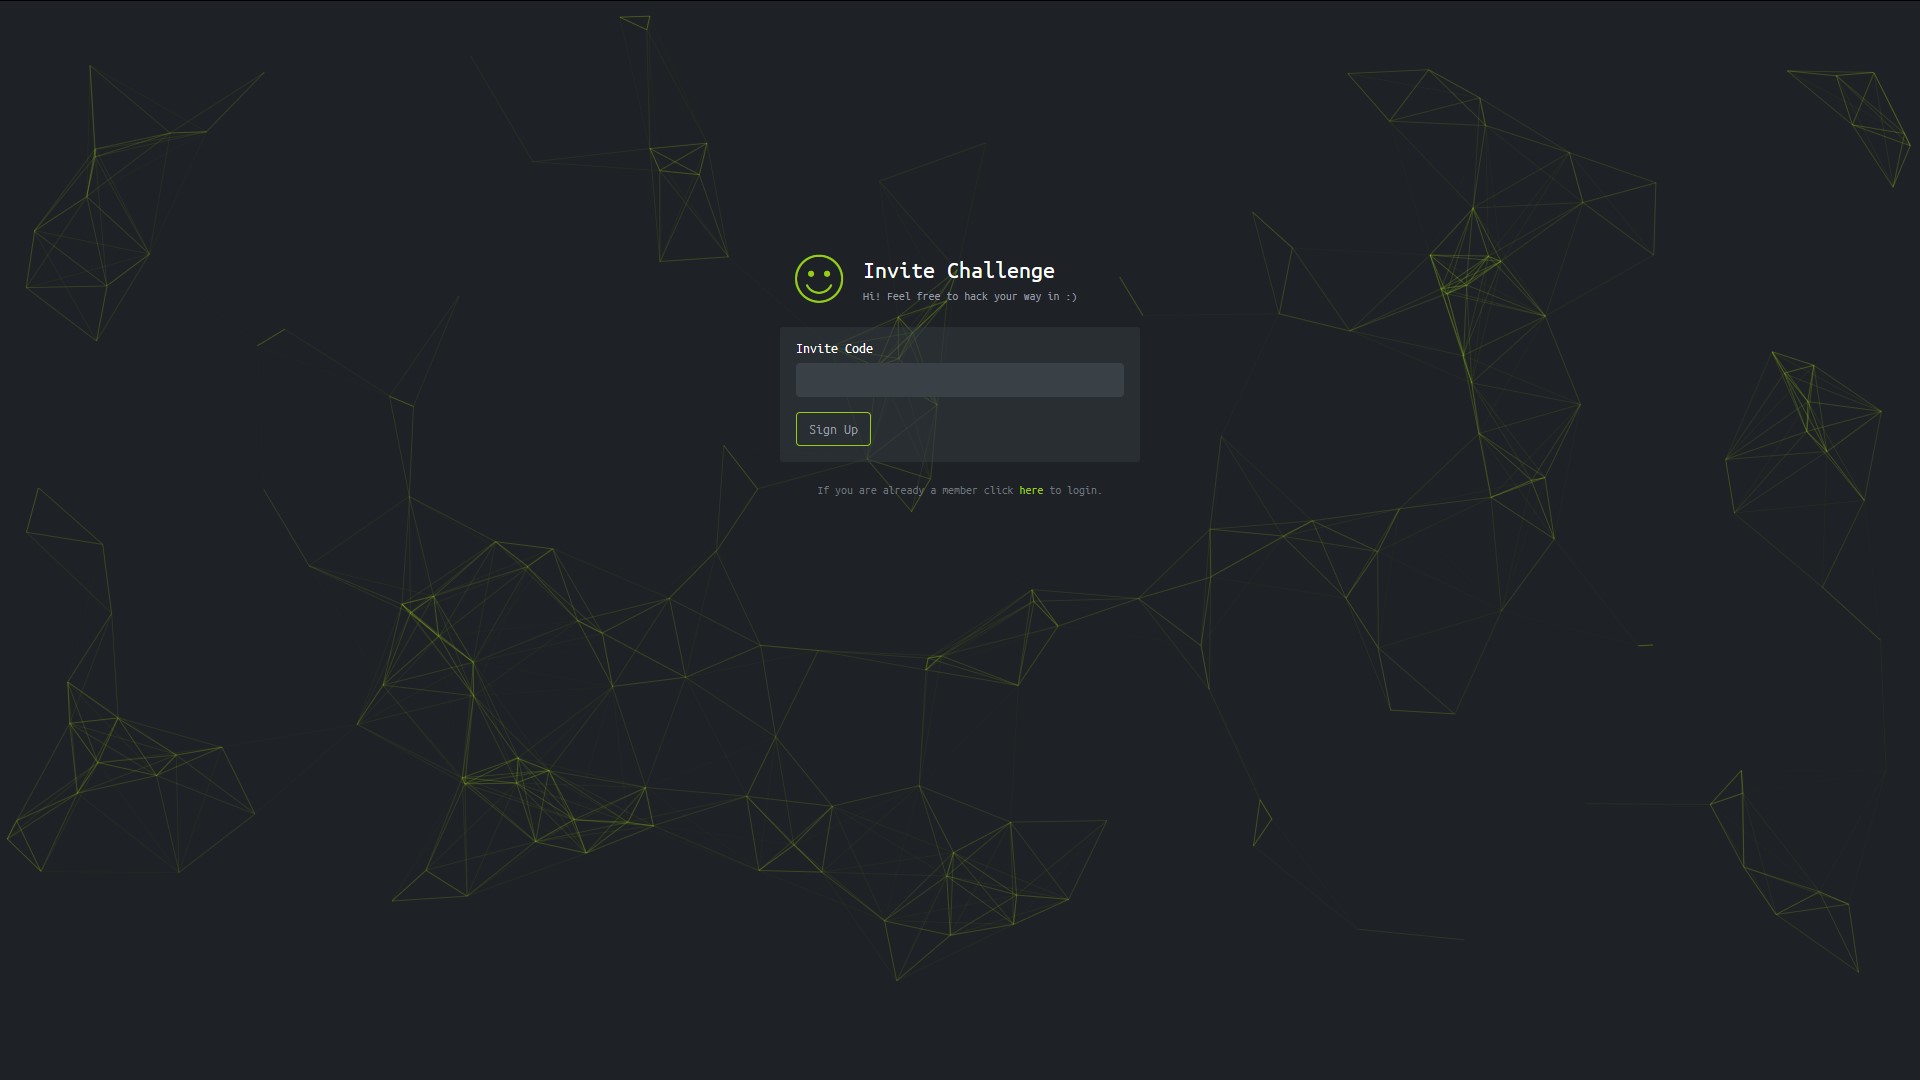 Invite Challenge
Hi! Feel free to hack your way in :)
Invite Code
Sign Up
If you are already a member click here to login.